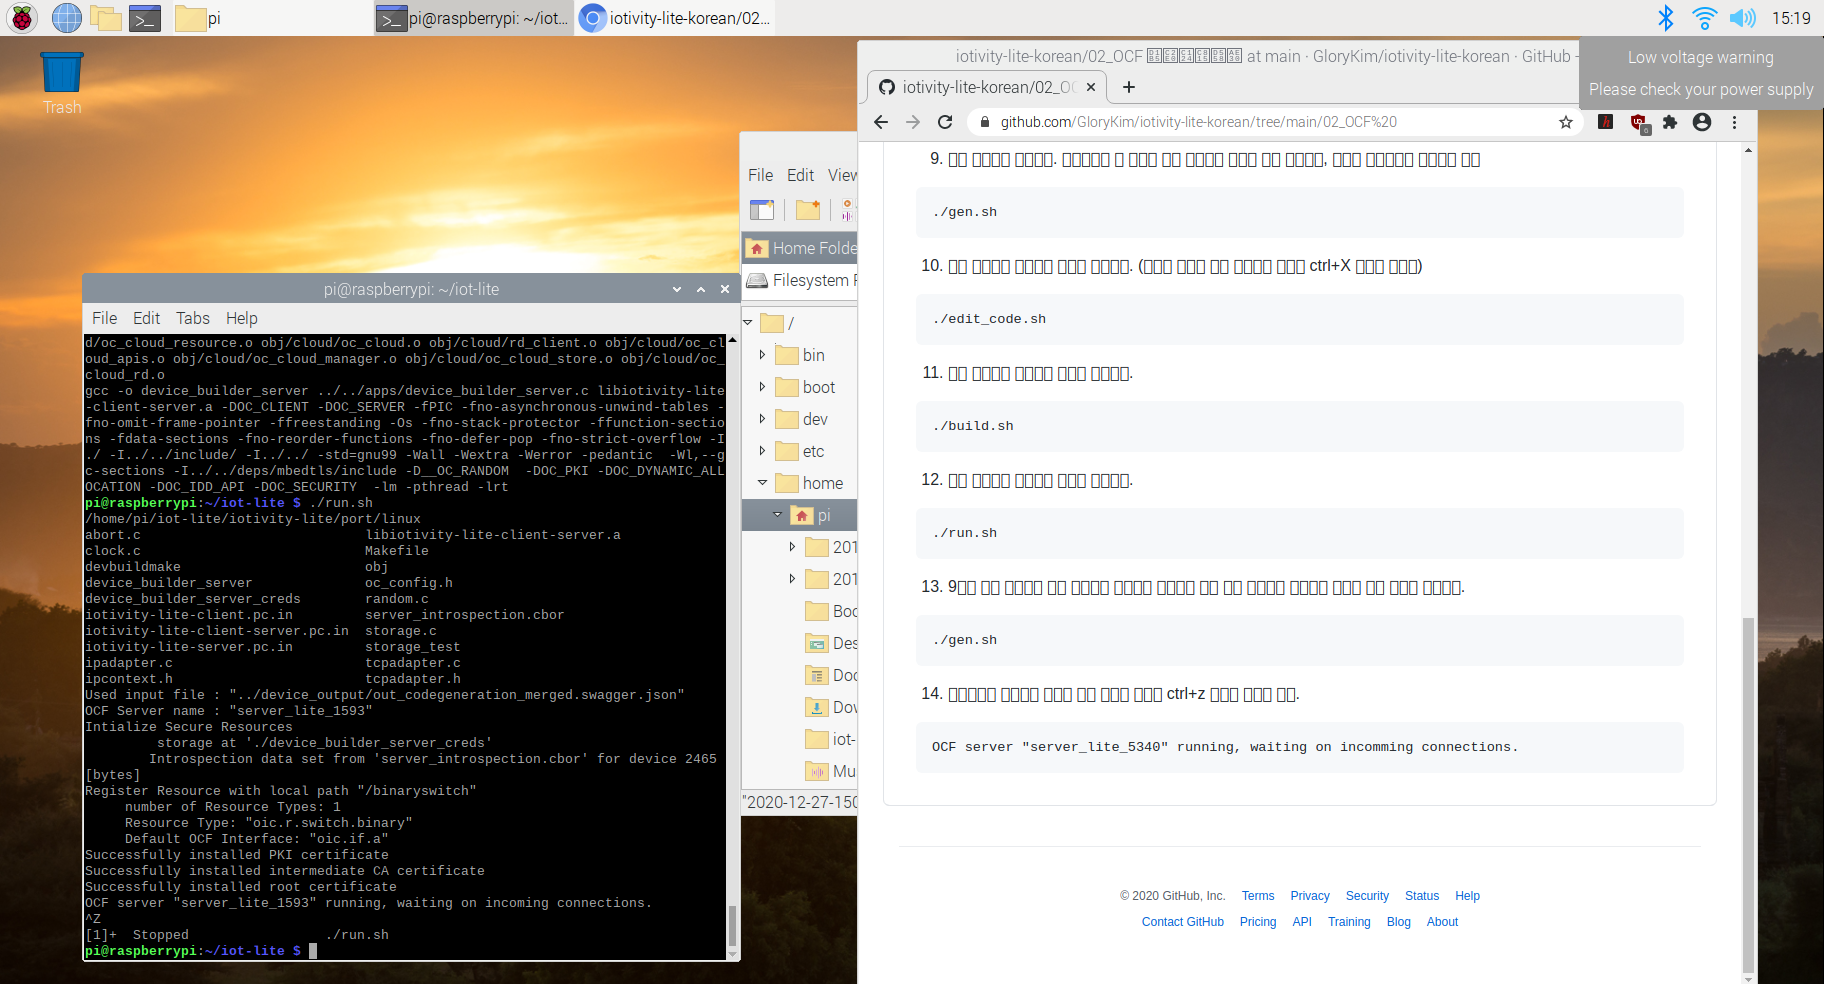 pi
pi@raspberrypi: ~/iot...
iotivity-lite-korean/02...
15:19
Low voltage warning
Please check your power supply
Trash
iotivity-lite-korean/02_OCF
at main · GloryKim/iotivity-lite-korean · GitHub -
iotivity-lite-korean/02_OC
github.com/GloryKim/iotivity-lite-korean/tree/main/02_OCF%20
File Edit View
Home Folde
Filesystem
/
bin
boot
dev
etc
home
pi
201
201
Boo
Des
Doc
Dow
iot-
Mu
"2020-12-27-150
pi@raspberrypi: ~/iot-lite
File Edit Tabs Help
d/oc_cloud_resource.o obj/cloud/oc_cloud.o obj/cloud/rd_client.o obj/cloud/oc_cl
oud_apis.o obj/cloud/oc_cloud_manager.o obj/cloud/oc_cloud_store.o obj/cloud/oc_
cloud_rd.o
gcc -o device_builder_server ../../apps/device_builder_server.c libiotivity-lite
-client-server.a -DOC_CLIENT -DOC_SERVER -fPIC -fno-asynchronous-unwind-tables -
fno-omit-frame-pointer -ffreestanding -Os -fno-stack-protector -ffunction-sectio
ns -fdata-sections -fno-reorder-functions -fno-defer-pop -fno-strict-overflow -I
./ -I../../include/ -I../../ -std=gnu99 -Wall -Wextra -Werror -pedantic  -Wl,--g
c-sections -I../../deps/mbedtls/include -D__OC_RANDOM  -DOC_PKI -DOC_DYNAMIC_ALL
OCATION -DOC_IDD_API -DOC_SECURITY  -lm -pthread -lrt
pi@raspberrypi:~/iot-lite $ ./run.sh
/home/pi/iot-lite/iotivity-lite/port/linux
abort.c libiotivity-lite-client-server.a
clock.c Makefile
devbuildmake obj
device_builder_server oc_config.h
device_builder_server_creds random.c
iotivity-lite-client.pc.in server_introspection.cbor
iotivity-lite-client-server.pc.in storage.c
iotivity-lite-server.pc.in storage_test
ipadapter.c tcpadapter.c
ipcontext.h tcpadapter.h
Used input file : "../device_output/out_codegeneration_merged.swagger.json"
OCF Server name : "server_lite_1593"
Intialize Secure Resources
storage at './device_builder_server_creds'
Introspection data set from 'server_introspection.cbor' for device 2465
[bytes]
Register Resource with local path "/binaryswitch"
number of Resource Types: 1
Resource Type: "oic.r.switch.binary"
Default OCF Interface: "oic.if.a"
Successfully installed PKI certificate
Successfully installed intermediate CA certificate
Successfully installed root certificate
OCF server "server_lite_1593" running, waiting on incoming connections.
^Z
[1]+  Stopped ./run.sh
pi@raspberrypi:~/iot-lite $
9.
./gen.sh
10. ctrl+X
./edit_code.sh
11.
./build.sh
12.
./run.sh
13. 9
./gen.sh
14. ctrl+z
OCF server "server_lite_5340" running, waiting on incomming connections.
© 2020 GitHub, Inc. Terms Privacy Security Status Help
Contact GitHub Pricing API Training Blog About